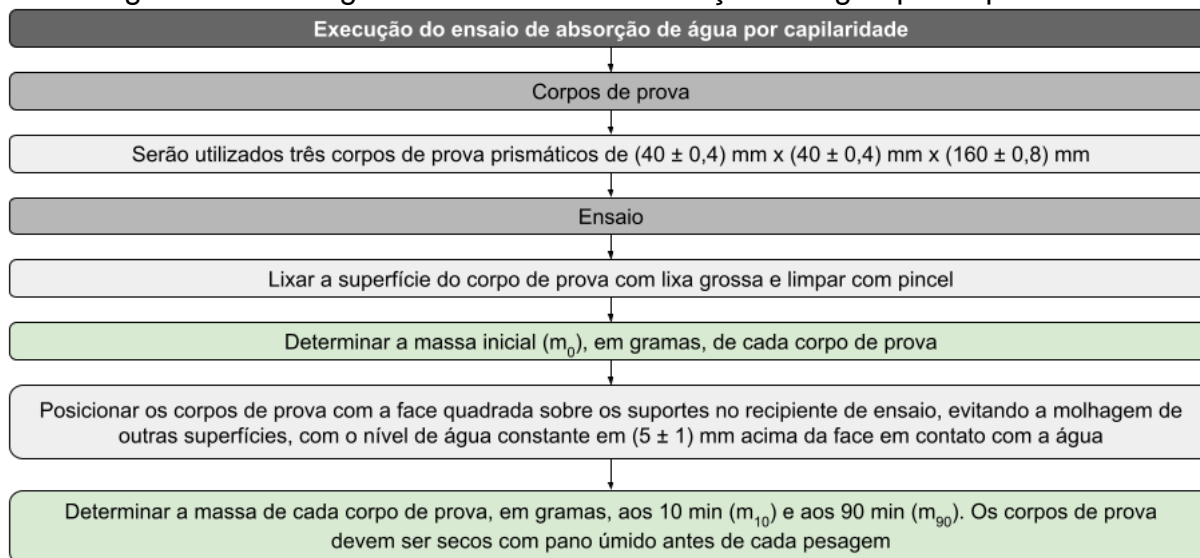 Execução do ensaio de absorção de água por capilaridade
Corpos de prova
Serão utilizados três corpos de prova prismáticos de (40 ± 0,4) mm x (40 ± 0,4) mm x (160 ± 0,8) mm
Ensaio
Lixar a superfície do corpo de prova com lixa grossa e limpar com pincel
Determinar a massa inicial (m0), em gramas, de cada corpo de prova
Posicionar os corpos de prova com a face quadrada sobre os suportes no recipiente de ensaio, evitando a molhagem de
outras superfícies, com o nível de água constante em (5 ± 1) mm acima da face em contato com a água
Determinar a massa de cada corpo de prova, em gramas, aos 10 min (m10) e aos 90 min (m90). Os corpos de prova
devem ser secos com pano úmido antes de cada pesagem